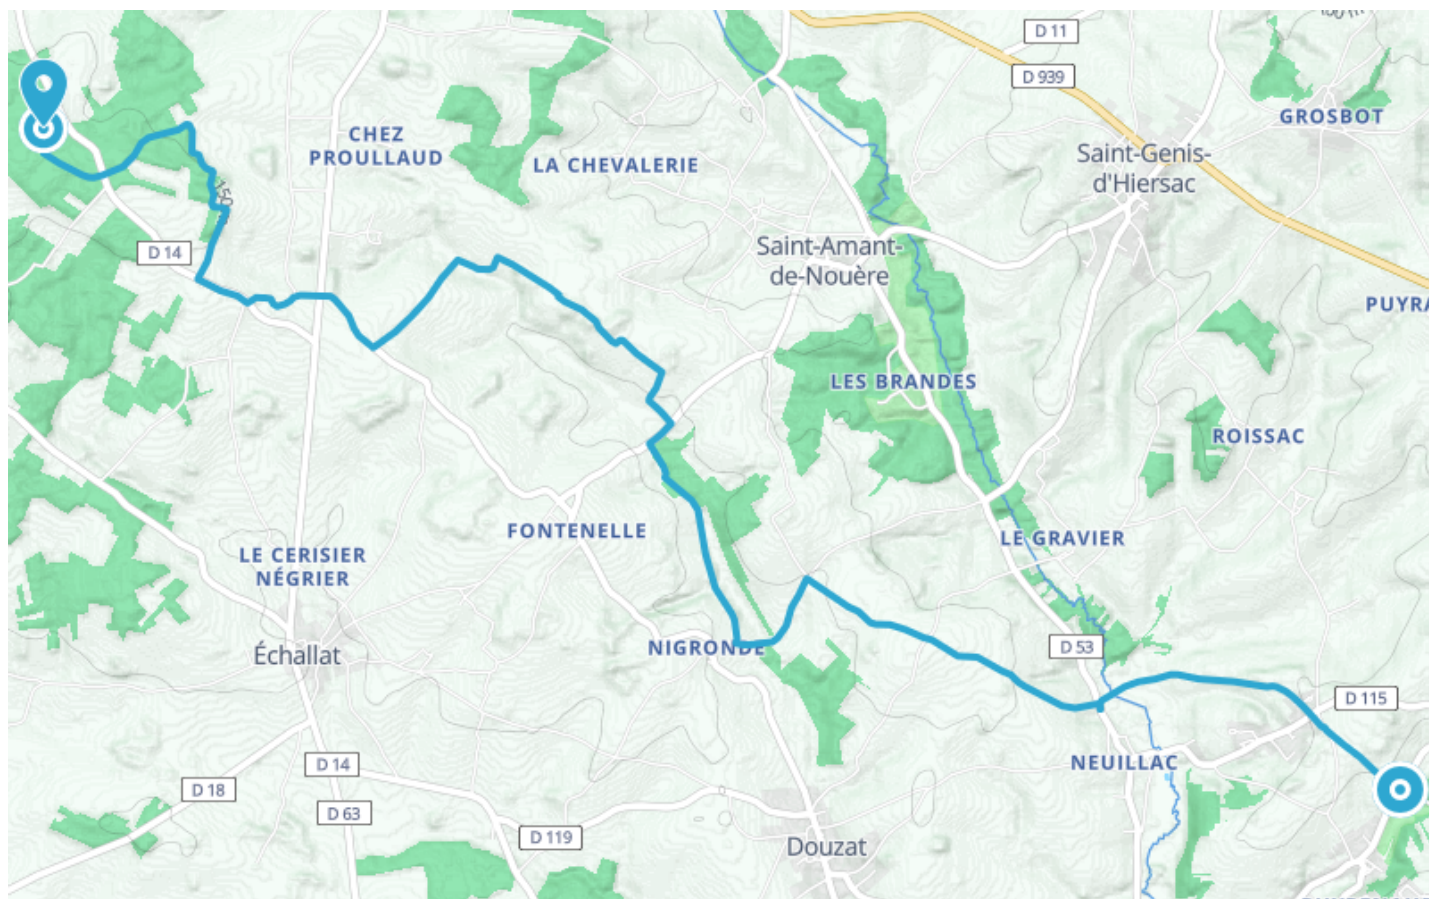 D 11
D 939
GROSBOT
CHEZ
PROULLAUD
LA CHEVALERIE
Saint-Genis-
d'Hiersac
150
D 14
Saint-Amant-
de-Nouère
PUYRA
LES BRANDES
ROISSAC
FONTENELLE
LE GRAVIER
LE CERISIER
NÉGRIER
Échallat
NIGRONDE
D 53
D 115
D 14
NEUILLAC
D 18
D 63
D 119
Douzat